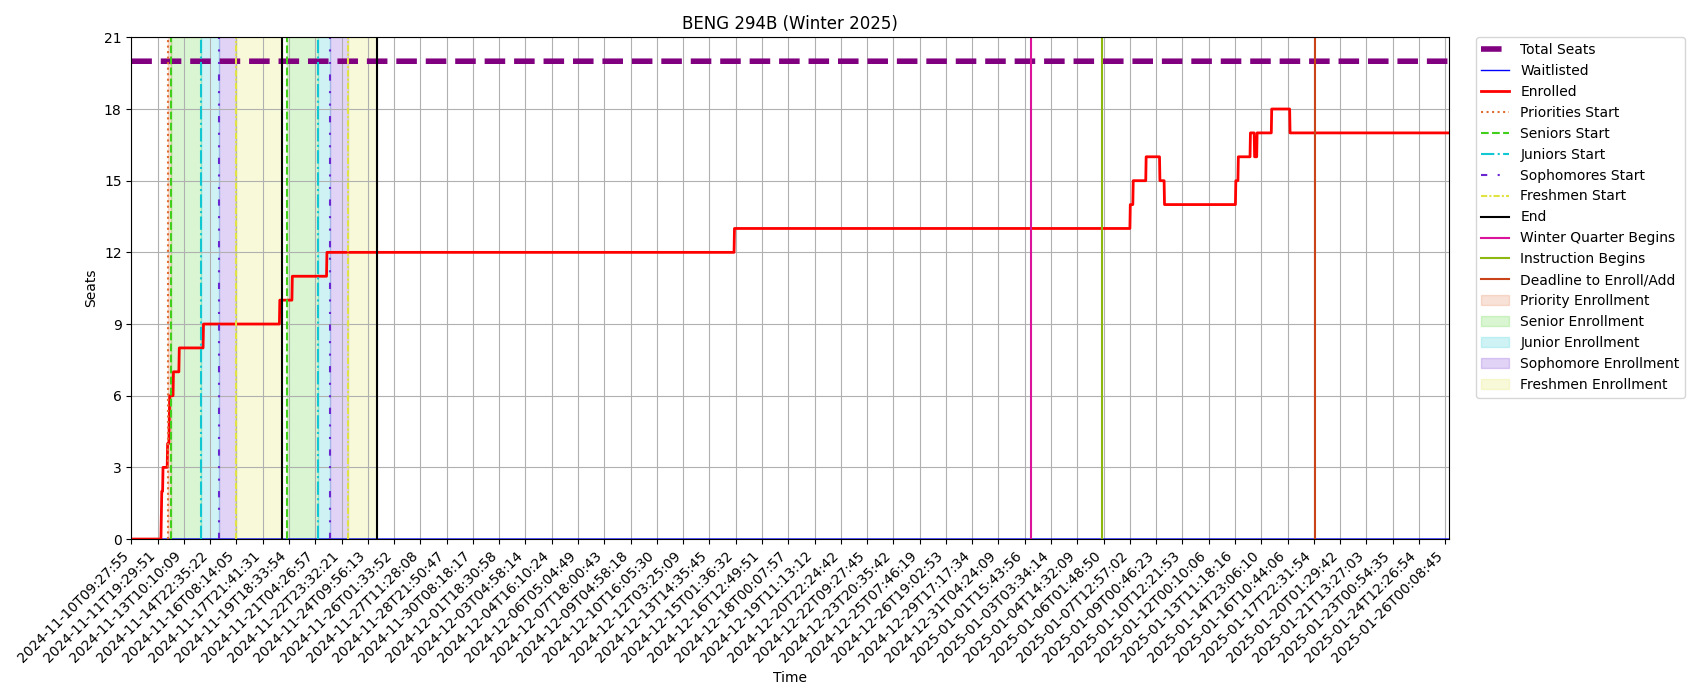 BENG 294B (Winter 2025)
21
18
15
12
9
6
3
0
Seats
2024-11-10T09:27:55
2024-11-11T19:29:51
2024-11-13T10:10:09
2024-11-14T22:35:22
2024-11-16T08:14:05
2024-11-17T21:41:31
2024-11-19T18:33:54
2024-11-21T04:26:57
2024-11-22T23:32:21
2024-11-24T09:56:13
2024-11-26T01:33:52
2024-11-27T11:28:08
2024-11-28T21:50:47
2024-11-30T08:18:17
2024-12-01T18:30:58
2024-12-03T04:58:14
2024-12-04T16:10:24
2024-12-06T05:04:49
2024-12-07T18:00:43
2024-12-09T04:58:18
2024-12-10T16:05:30
2024-12-12T03:25:09
2024-12-13T14:35:45
2024-12-15T01:36:32
2024-12-16T12:49:51
2024-12-18T00:07:57
2024-12-19T11:13:12
2024-12-20T22:24:42
2024-12-22T09:27:45
2024-12-23T20:35:42
2024-12-25T07:46:19
2024-12-26T19:02:53
2024-12-29T17:17:34
2024-12-31T04:24:09
2025-01-01T15:43:56
2025-01-03T03:34:14
2025-01-04T14:32:09
2025-01-06T01:48:50
2025-01-07T12:57:02
2025-01-09T00:46:23
2025-01-10T12:21:53
2025-01-12T00:10:06
2025-01-13T11:18:16
2025-01-14T23:06:10
2025-01-16T10:44:06
2025-01-17T22:31:54
2025-01-20T01:29:42
2025-01-21T13:27:03
2025-01-23T00:54:35
2025-01-24T12:26:54
2025-01-26T00:08:45
Time
Total Seats
Waitlisted
Enrolled
Priorities Start
Seniors Start
Juniors Start
Sophomores Start
Freshmen Start
End
Winter Quarter Begins
Instruction Begins
Deadline to Enroll/Add
Priority Enrollment
Senior Enrollment
Junior Enrollment
Sophomore Enrollment
Freshmen Enrollment